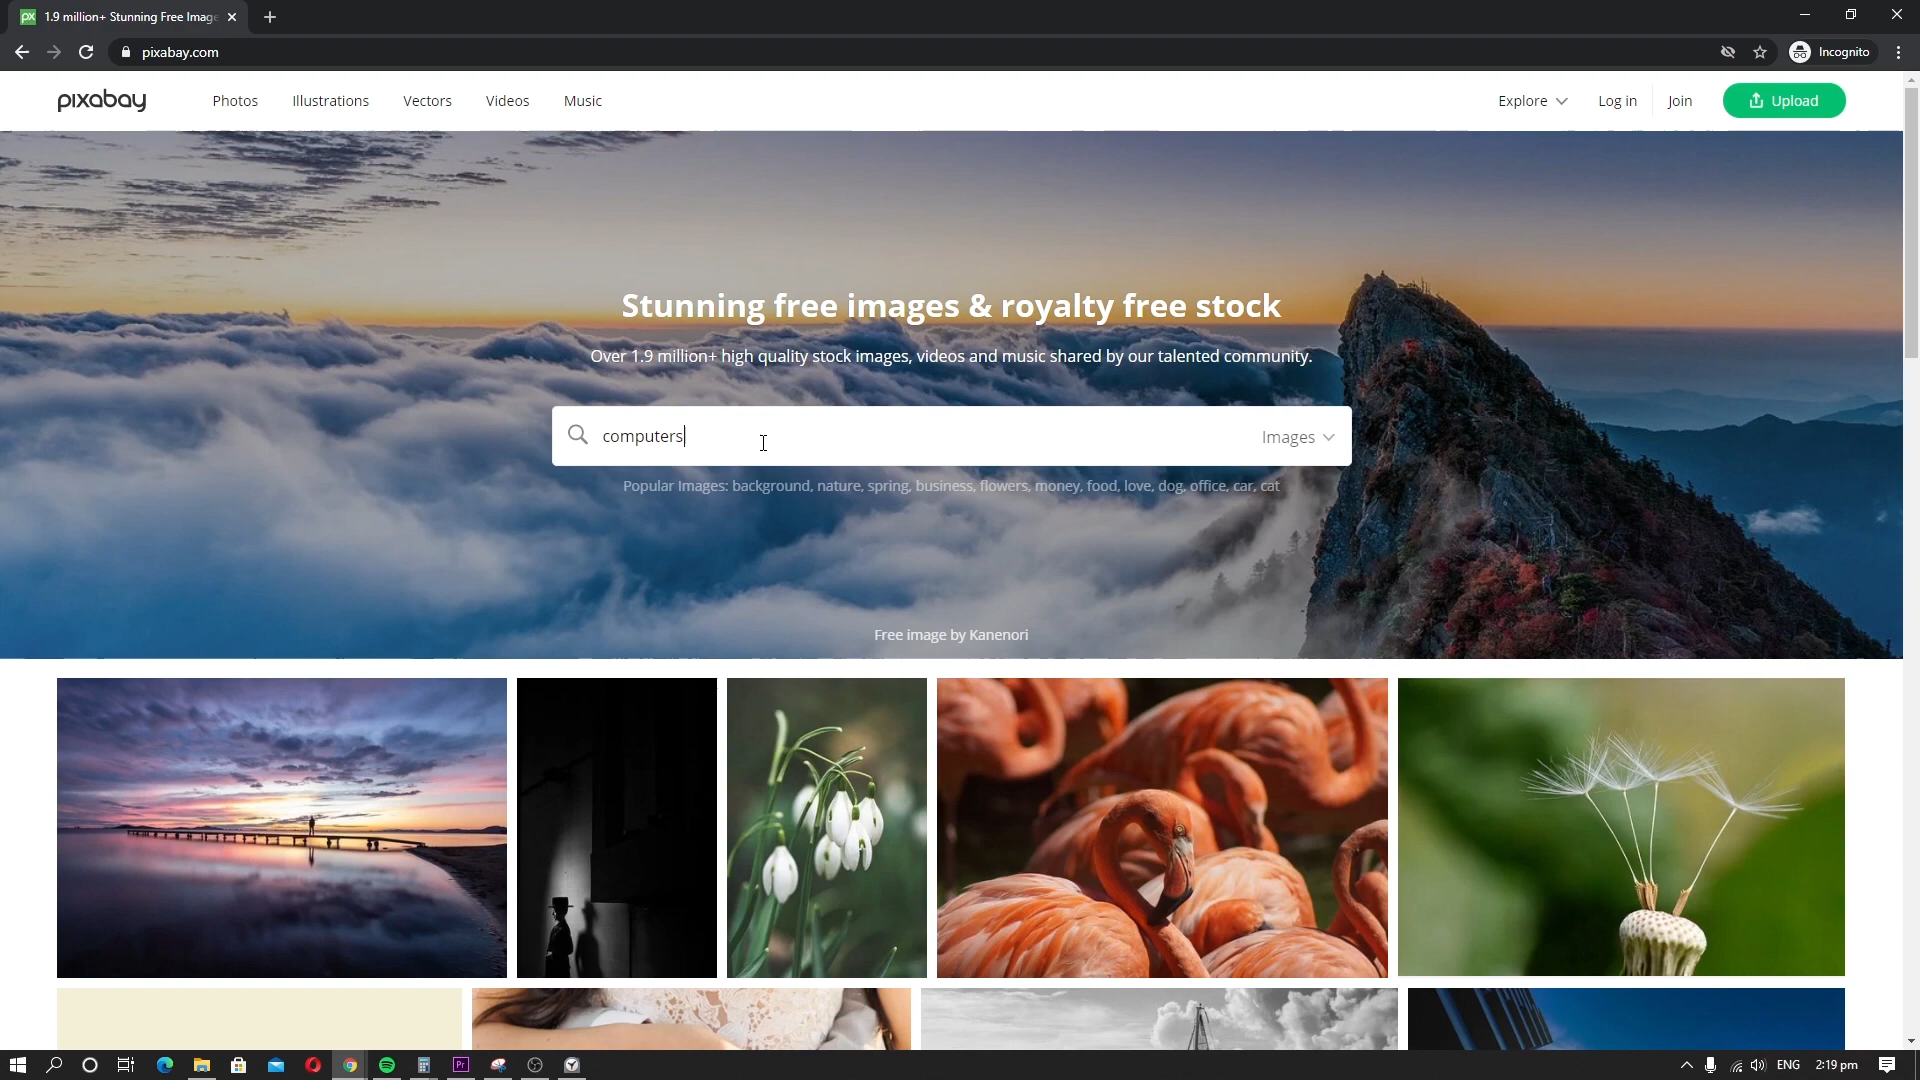 px 1.9 million+ Stunning Free Image
pixabay.com
Incognito
pixabay
Photos
Illustrations
Vectors
Videos
Music
Explore
Log in
Join
Upload
Stunning free images & royalty free stock
Over 1.9 million+ high quality stock images, videos and music shared by our talented community.
computers
Images
Popular Images: background, nature, spring, business, flowers, money, food, love, dog, office, car, cat
Free image by Kanenori
Pr
ENG
2:19 pm